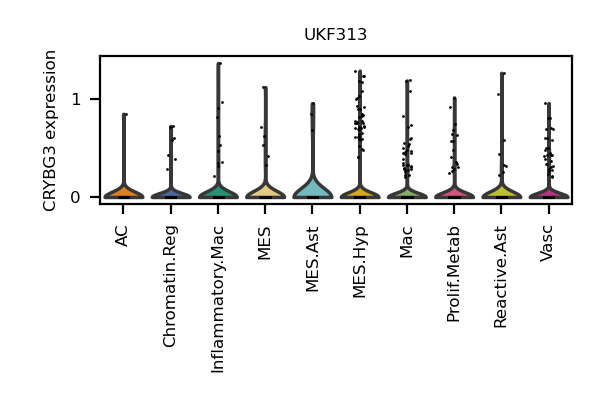 UKF313
CRYBG3 expression
1
0
AC
Chromatin.Reg
Inflammatory.Mac
MES
MES.Ast
MES.Hyp
Mac
Prolif.Metab
Reactive.Ast
Vasc